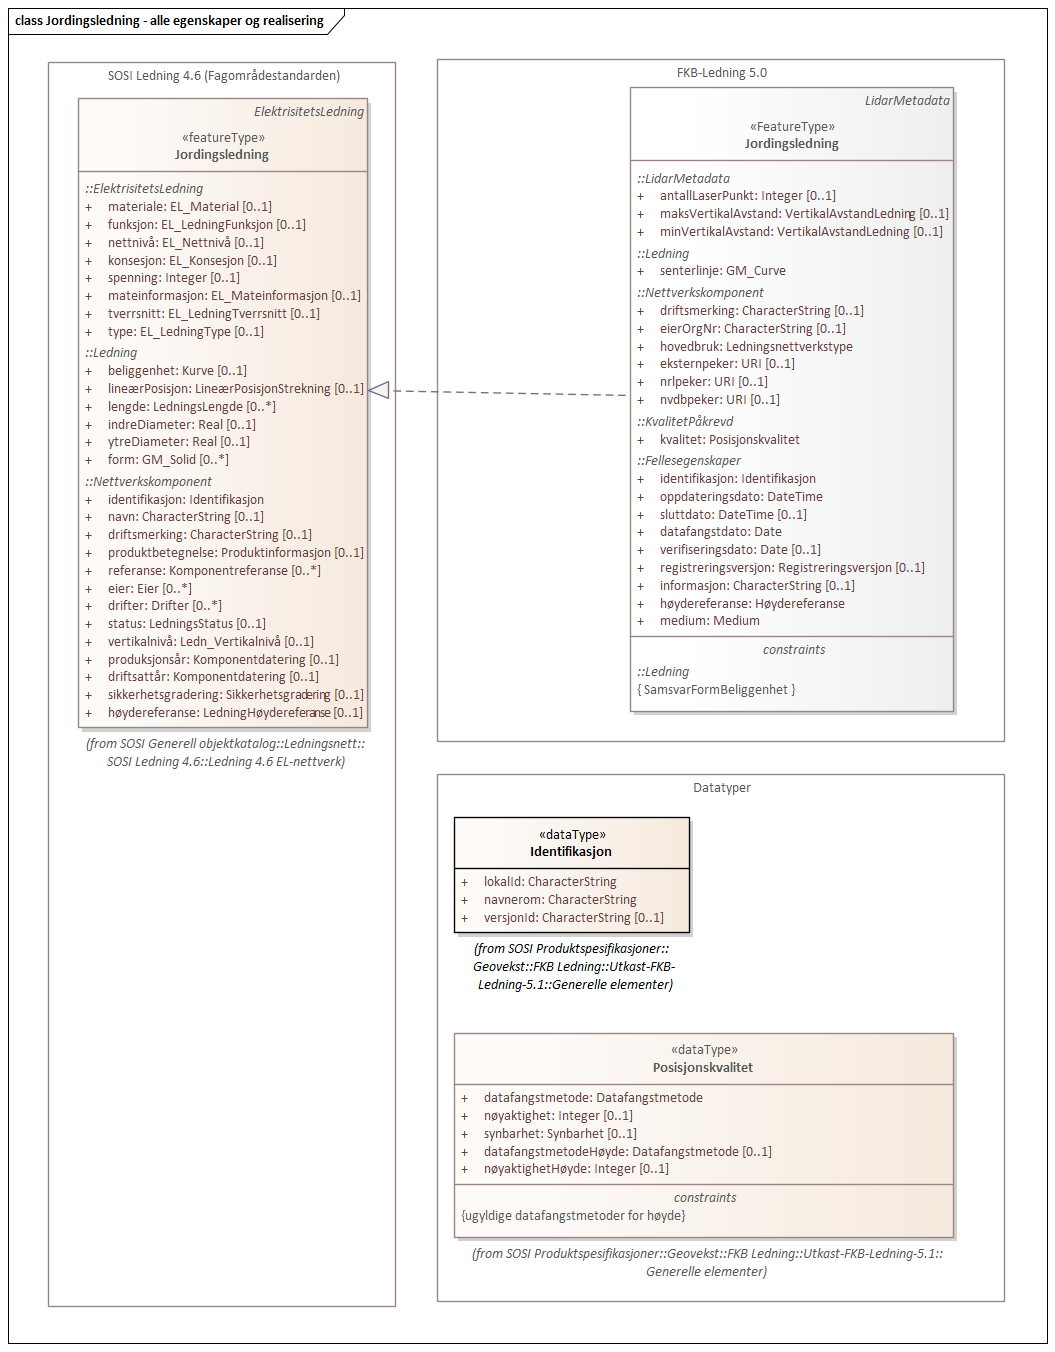 class Jordingsledning - alle egenskaper og realisering
SOSI Ledning 4.6 (Fagområdestandarden)
ElektrisitetsLedning
«featureType»
Jordingsledning
::ElektrisitetsLedning
+ materiale: EL_Material [0..1]
+ funksjon: EL_LedningFunksjon [0..1]
+ nettnivå: EL_Nettnivå [0..1]
+ konsesjon: EL_Konsesjon [0..1]
+ spenning: Integer [0..1]
+ mateinformasjon: EL_Mateinformasjon [0..1]
+ tverrsnitt: EL_LedningTverrsnitt [0..1]
+ type: EL_LedningType [0..1]
::Ledning
+ beliggenhet: Kurve [0..1]
+ lineærPosisjon: LineærPosisjonStrekning [0..1]
+ lengde: LedningsLengde [0..*]
+ indreDiameter: Real [0..1]
+ ytreDiameter: Real [0..1]
+ form: GM_Solid [0..*]
::Nettverkskomponent
+ identifikasjon: Identifikasjon
+ navn: CharacterString [0..1]
+ driftsmerking: CharacterString [0..1]
+ produktbetegnelse: Produktinformasjon [0..1]
+ referanse: Komponentreferanse [0..*]
+ eier: Eier [0..*]
+ drifter: Drifter [0..*]
+ status: LedningsStatus [0..1]
+ vertikalnivå: Ledn_Vertikalnivå [0..1]
+ produksjonsår: Komponentdatering [0..1]
+ driftsattår: Komponentdatering [0..1]
+ sikkerhetsgradering: Sikkerhetsgradering [0..1]
+ høydereferanse: LedningHøydereferanse [0..1]
(from SOSI Generell objektkatalog::Ledningsnett::
SOSI Ledning 4.6::Ledning 4.6 EL-nettverk)
FKB-Ledning 5.0
LidarMetadata
«FeatureType»
Jordingsledning
::LidarMetadata
+ antallLaserPunkt: Integer [0..1]
+ maksVertikalAvstand: VertikalAvstandLedning [0..1]
+ minVertikalAvstand: VertikalAvstandLedning [0..1]
::Ledning
+ senterlinje: GM_Curve
::Nettverkskomponent
+ driftsmerking: CharacterString [0..1]
+ eierOrgNr: CharacterString [0..1]
+ hovedbruk: Ledningsnettverkstype
+ eksternpeker: URI [0..1]
+ nrlpeker: URI [0..1]
+ nvdbpeker: URI [0..1]
::KvalitetPåkrevd
+ kvalitet: Posisjonskvalitet
::Fellesegenskaper
+ identifikasjon: Identifikasjon
+ oppdateringsdato: DateTime
+ sluttdato: DateTime [0..1]
+ datafangstdato: Date
+ verifiseringsdato: Date [0..1]
+ registreringsversjon: Registreringsversjon [0..1]
+ informasjon: CharacterString [0..1]
+ høydereferanse: Høydereferanse
+ medium: Medium
constraints
::Ledning
{ SamsvarFormBeliggenhet }
Datatyper
«dataType»
Identifikasjon
+ lokalId: CharacterString
+ navnerom: CharacterString
+ versjonId: CharacterString [0..1]
(from SOSI Produktspesifikasjoner::
Geovekst::FKB Ledning::Utkast-FKB-
Ledning-5.1::Generelle elementer)
«dataType»
Posisjonskvalitet
+ datafangstmetode: Datafangstmetode
+ nøyaktighet: Integer [0..1]
+ synbarhet: Synbarhet [0..1]
+ datafangstmetodeHøyde: Datafangstmetode [0..1]
+ nøyaktighetHøyde: Integer [0..1]
constraints
{ugyldige datafangstmetoder for høyde}
(from SOSI Produktspesifikasjoner::Geovekst::FKB Ledning::Utkast-FKB-Ledning-5.1::
Generelle elementer)